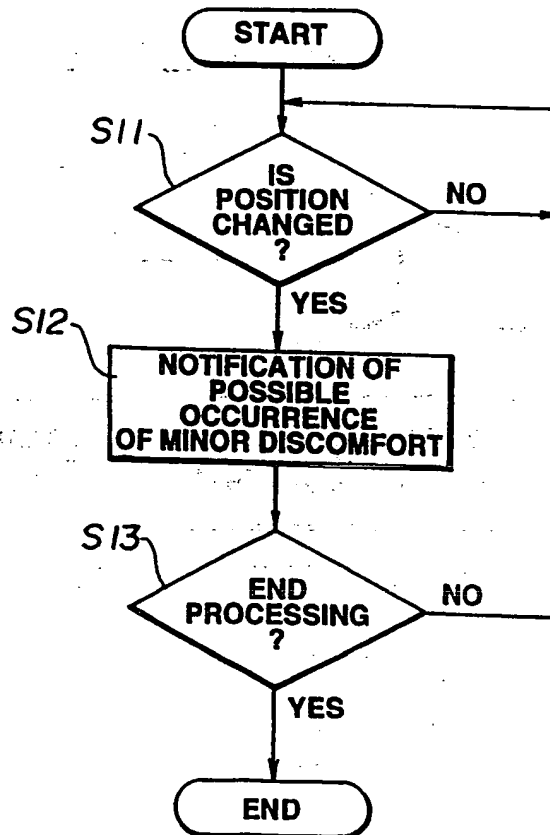 START
S11
IS
POSITION
CHANGED
?
NO
YES
S12
NOTIFICATION OF
POSSIBLE
OCCURRENCE
OF MINOR DISCOMFORT
S13
END
PROCESSING
?
NO
YES
END